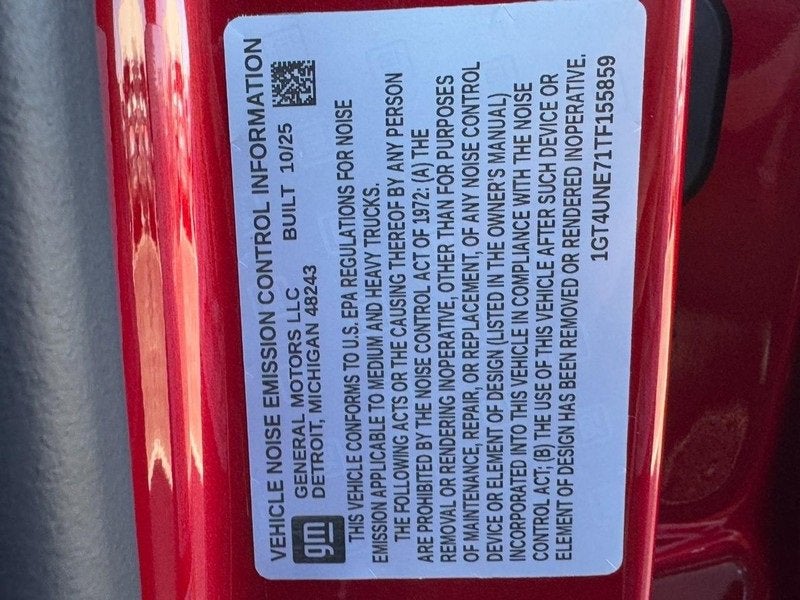 VEHICLE NOISE EMISSION CONTROL INFORMATION
gm
GENERAL MOTORS LLC BUILT 10/25
DETROIT, MICHIGAN 48243
THIS VEHICLE CONFORMS TO U.S. EPA REGULATIONS FOR NOISE
EMISSION APPLICABLE TO MEDIUM AND HEAVY TRUCKS.
THE FOLLOWING ACTS OR THE CAUSING THEREOF BY ANY PERSON
ARE PROHIBITED BY THE NOISE CONTROL ACT OF 1972: (A) THE
REMOVAL OR RENDERING INOPERATIVE, OTHER THAN FOR PURPOSES
OF MAINTENANCE, REPAIR, OR REPLACEMENT, OF ANY NOISE CONTROL
DEVICE OR ELEMENT OF DESIGN (LISTED IN THE OWNER'S MANUAL)
INCORPORATED INTO THIS VEHICLE IN COMPLIANCE WITH THE NOISE
CONTROL ACT; (B) THE USE OF THIS VEHICLE AFTER SUCH DEVICE OR
ELEMENT OF DESIGN HAS BEEN REMOVED OR RENDERED INOPERATIVE.
1GT4UNE71TF155859